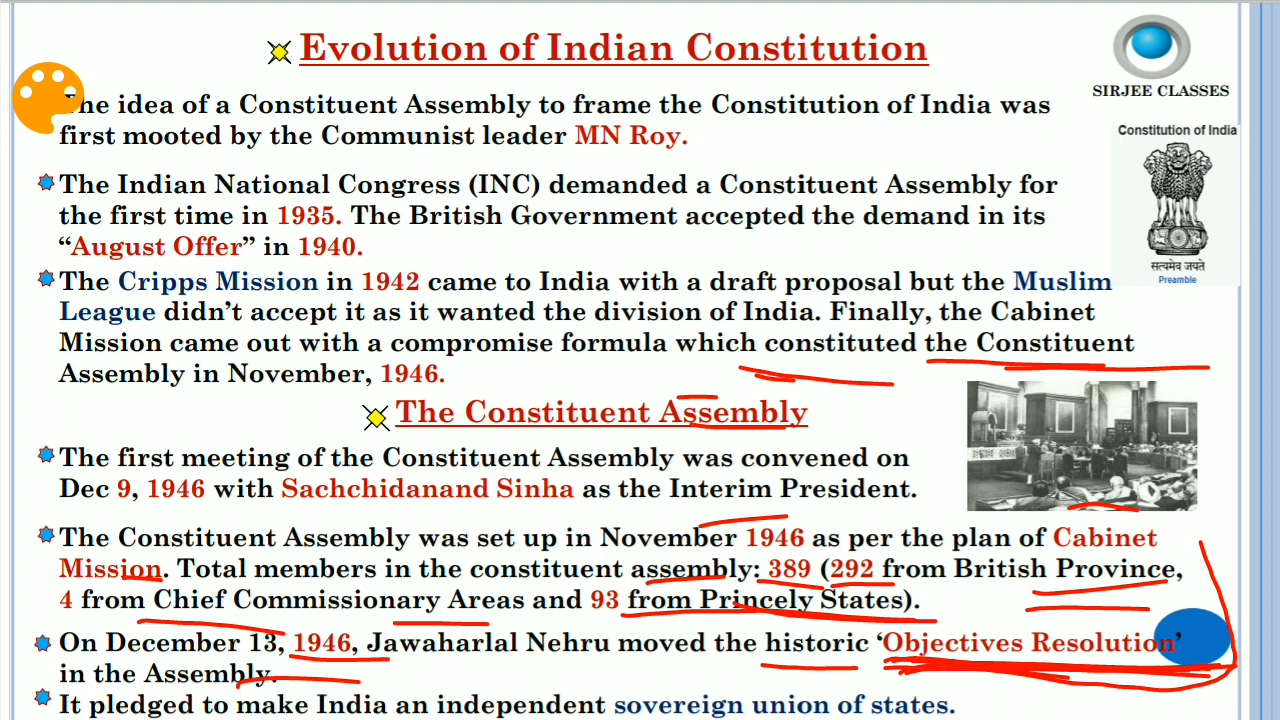 Evolution of Indian Constitution
SIRJEE CLASSES
The idea of a Constituent Assembly to frame the Constitution of India was
first mooted by the Communist leader MN Roy.
Constitution of India
सत्यमेव जयते
Preamble
The Indian National Congress (INC) demanded a Constituent Assembly for
the first time in 1935. The British Government accepted the demand in its
“August Offer” in 1940.
The Cripps Mission in 1942 came to India with a draft proposal but the Muslim
League didn’t accept it as it wanted the division of India. Finally, the Cabinet
Mission came out with a compromise formula which constituted the Constituent
Assembly in November, 1946.
The Constituent Assembly
The first meeting of the Constituent Assembly was convened on
Dec 9, 1946 with Sachchidanand Sinha as the Interim President.
The Constituent Assembly was set up in November 1946 as per the plan of Cabinet
Mission. Total members in the constituent assembly: 389 (292 from British Province,
4 from Chief Commissionary Areas and 93 from Princely States).
On December 13, 1946, Jawaharlal Nehru moved the historic ‘Objectives Resolution’
in the Assembly.
It pledged to make India an independent sovereign union of states.